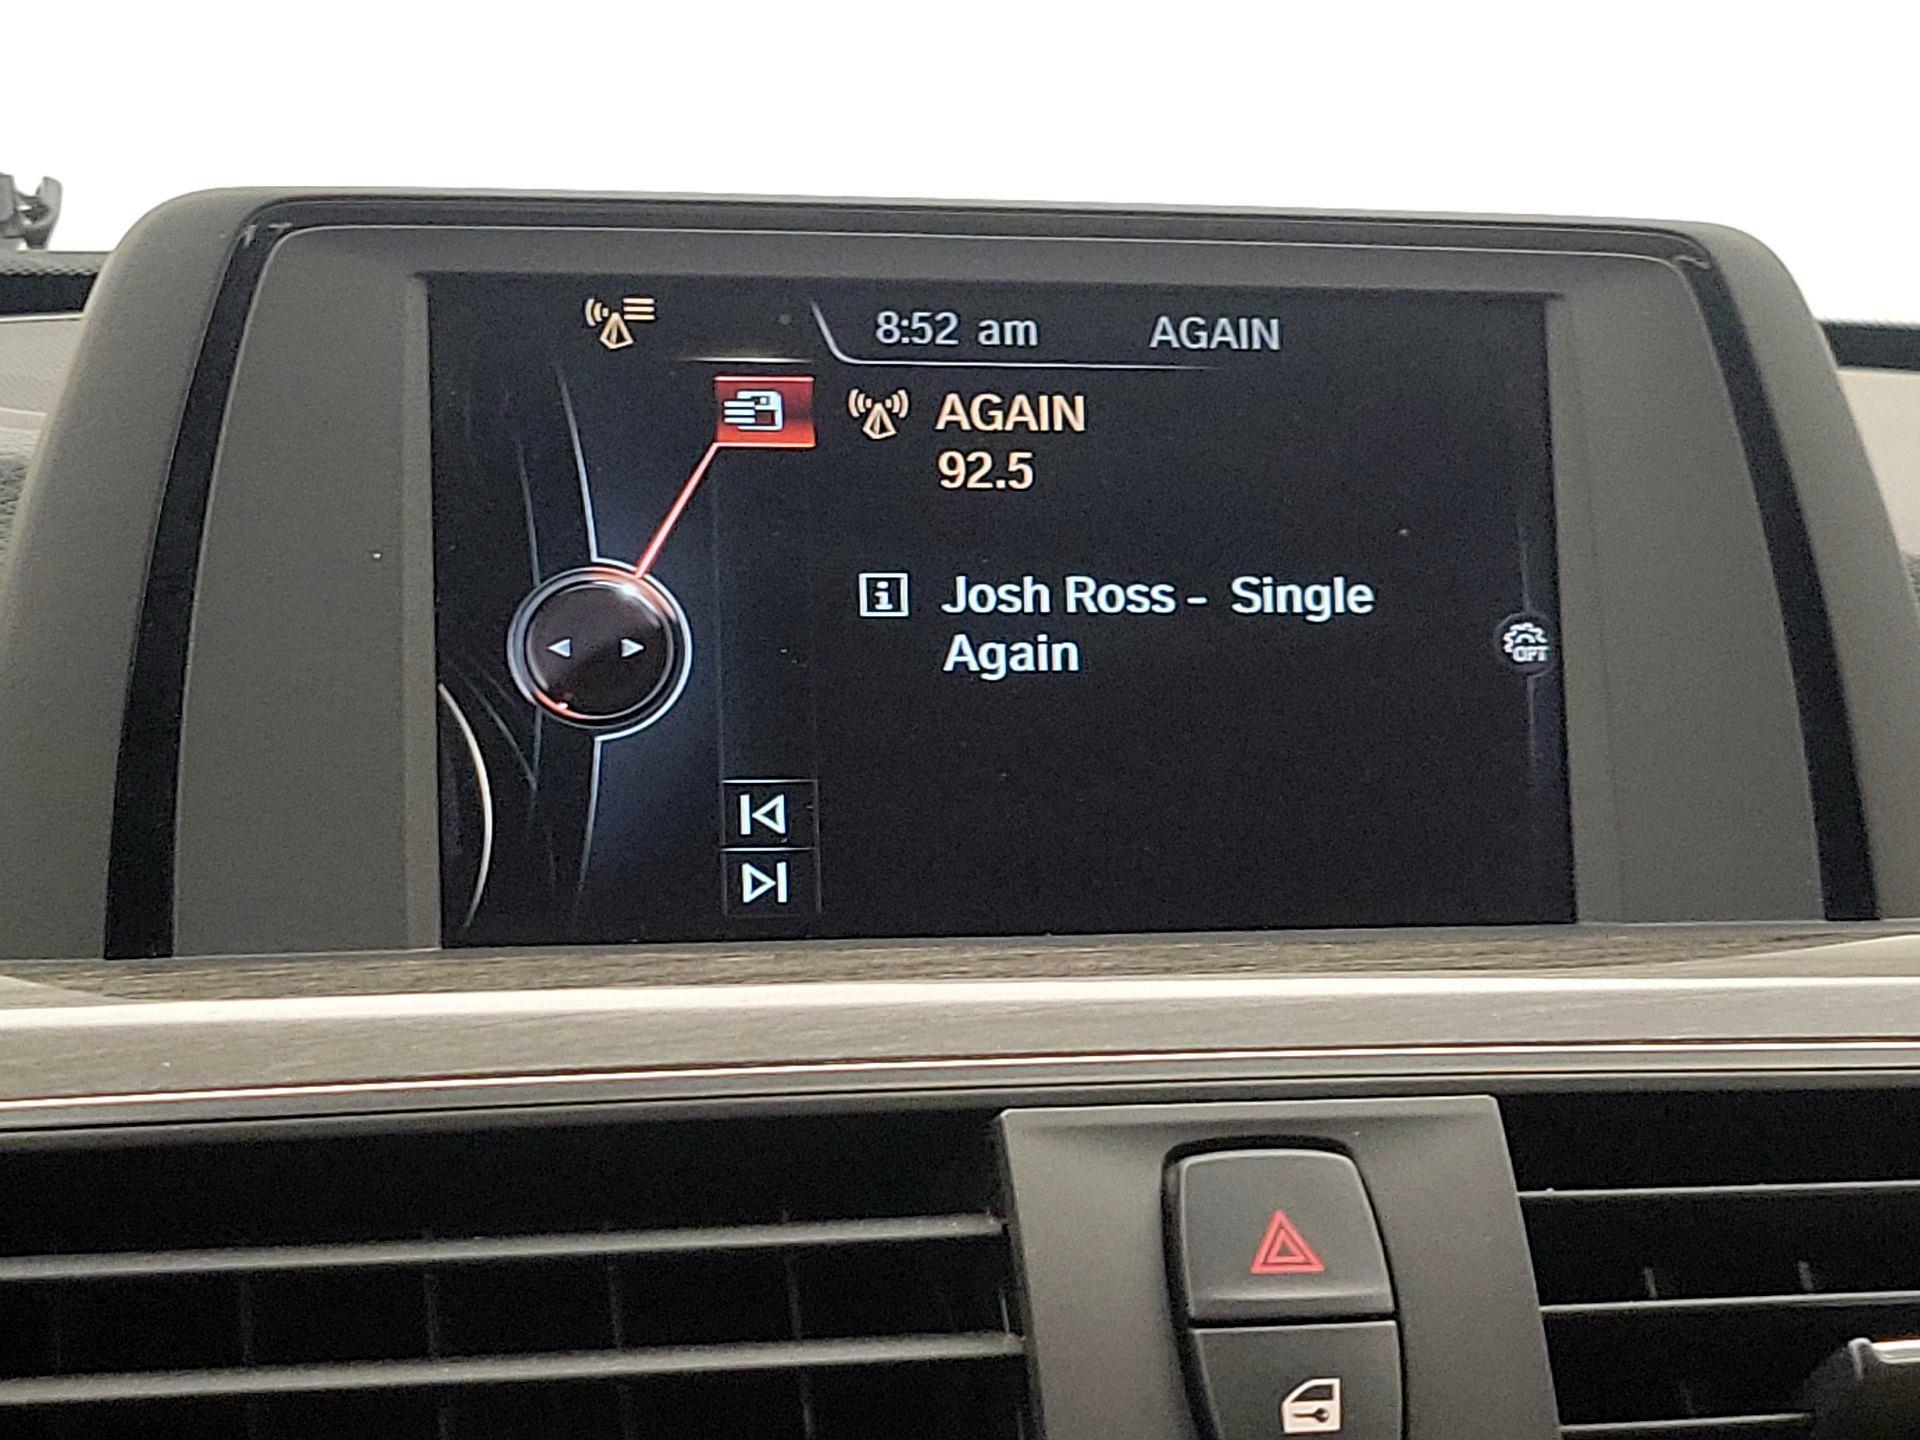 8:52 am AGAIN
AGAIN
92.5
i Josh Ross - Single
Again
OPT